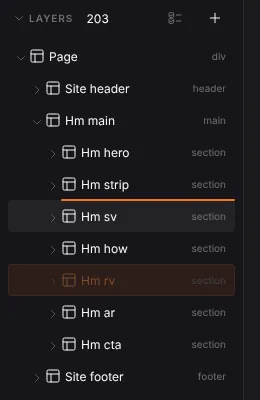 LAYERS 203
Page div
Site header header
Hm main main
Hm hero section
Hm strip section
Hm sv section
Hm how section
Hm rv section
Hm ar section
Hm cta section
Site footer footer